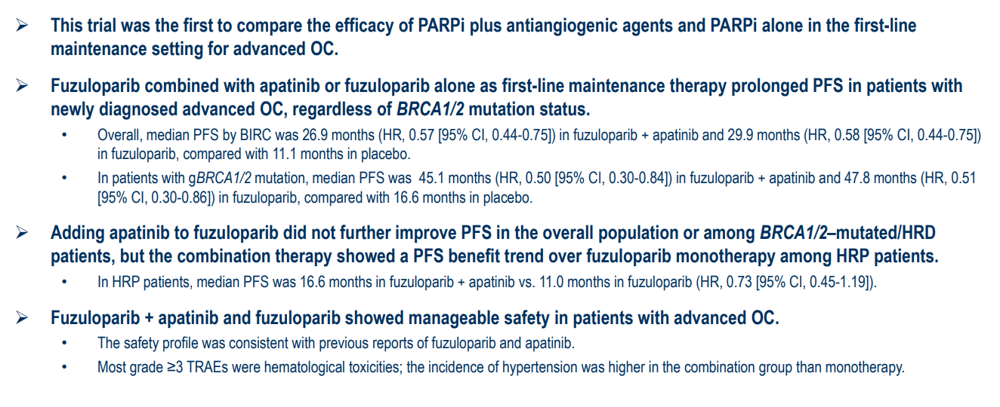 ➢ This trial was the first to compare the efficacy of PARPi plus antiangiogenic agents and PARPi alone in the first-line
maintenance setting for advanced OC.
➢ Fuzuloparib combined with apatinib or fuzuloparib alone as first-line maintenance therapy prolonged PFS in patients with
newly diagnosed advanced OC, regardless of BRCA1/2 mutation status.
• Overall, median PFS by BIRC was 26.9 months (HR, 0.57 [95% CI, 0.44-0.75]) in fuzuloparib + apatinib and 29.9 months (HR, 0.58 [95% CI, 0.44-0.75])
in fuzuloparib, compared with 11.1 months in placebo.
• In patients with gBRCA1/2 mutation, median PFS was 45.1 months (HR, 0.50 [95% CI, 0.30-0.84]) in fuzuloparib + apatinib and 47.8 months (HR, 0.51
[95% CI, 0.30-0.86]) in fuzuloparib, compared with 16.6 months in placebo.
➢ Adding apatinib to fuzuloparib did not further improve PFS in the overall population or among BRCA1/2–mutated/HRD
patients, but the combination therapy showed a PFS benefit trend over fuzuloparib monotherapy among HRP patients.
• In HRP patients, median PFS was 16.6 months in fuzuloparib + apatinib vs. 11.0 months in fuzuloparib (HR, 0.73 [95% CI, 0.45-1.19]).
➢ Fuzuloparib + apatinib and fuzuloparib showed manageable safety in patients with advanced OC.
• The safety profile was consistent with previous reports of fuzuloparib and apatinib.
• Most grade ≥3 TRAEs were hematological toxicities; the incidence of hypertension was higher in the combination group than monotherapy.